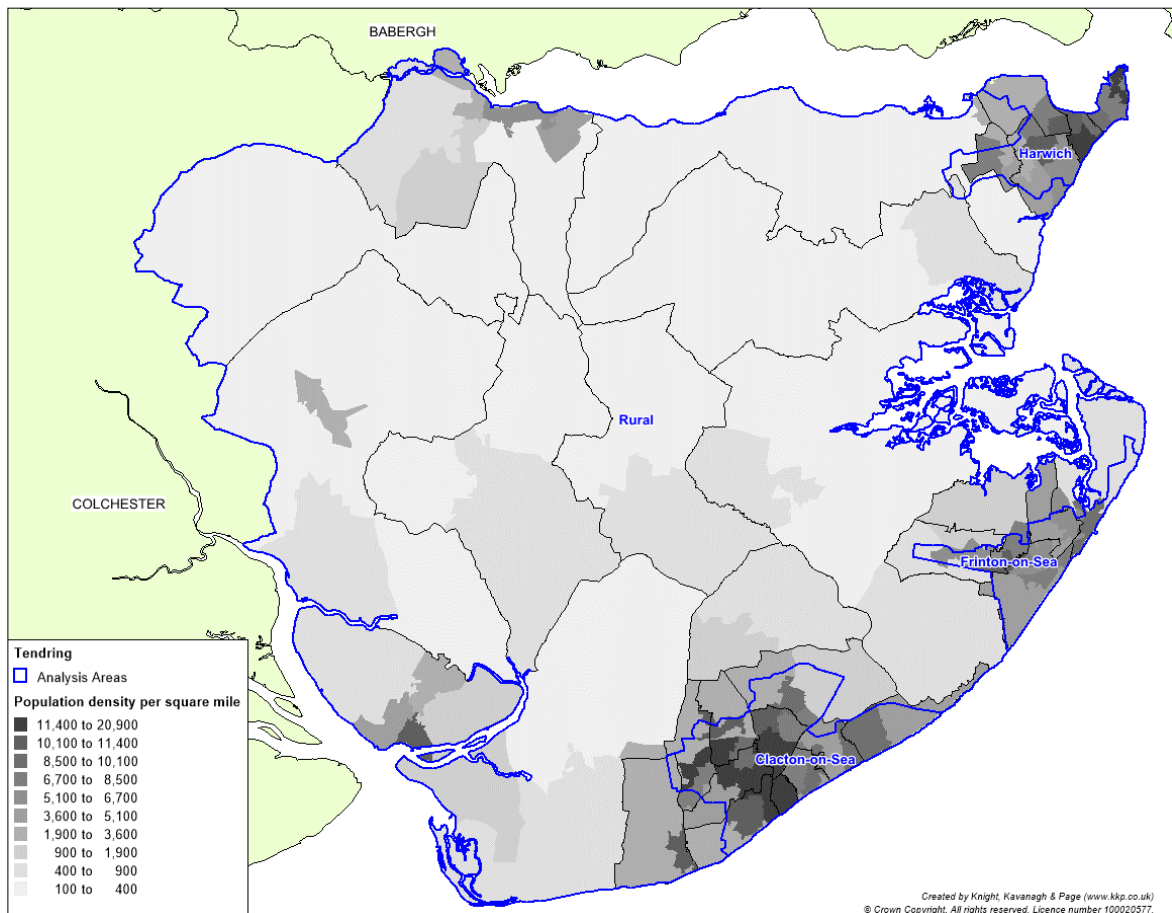 BABERGH
Harwich
Rural
COLCHESTER
Frinton-on-Sea
Clacton-on-Sea
Tendring
Analysis Areas
Population density per square mile
11,400 to 20,900
10,100 to 11,400
8,500 to 10,100
6,700 to 8,500
5,100 to 6,700
3,600 to 5,100
1,900 to 3,600
900 to 1,900
400 to 900
100 to 400
Created by Knight, Kavanagh & Page (www.kkp.co.uk)
© Crown Copyright. All rights reserved. Licence number 100020577.